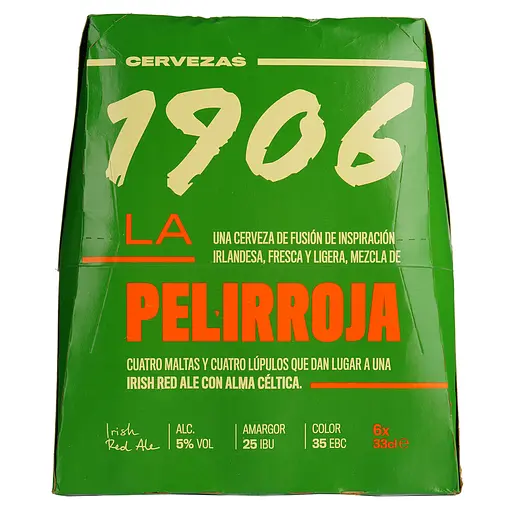 CERVEZAS
1906
LA
UNA CERVEZA DE FUSIÓN DE INSPIRACIÓN
IRLANDESA, FRESCA Y LIGERA, MEZCLA DE
PELIRROJA
CUATRO MALTAS Y CUATRO LÚPULOS QUE DAN LUGAR A UNA
IRISH RED ALE CON ALMA CÉLTICA.
Irish
Red Ale
ALC.
5% VOL
AMARGOR
25 IBU
COLOR
35 EBC
6x
33cl ℮